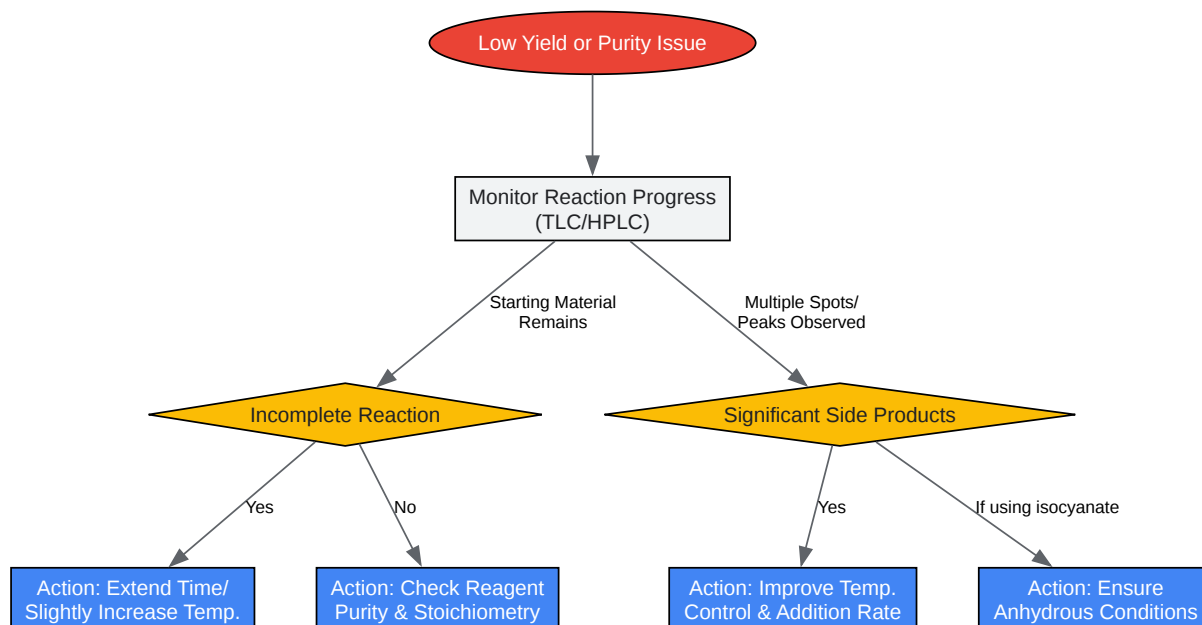 Low Yield or Purity Issue
Monitor Reaction Progress
(TLC/HPLC)
Starting Material
Remains
Multiple Spots/
Peaks Observed
Incomplete Reaction
Significant Side Products
Yes
No
Yes
If using isocyanate
Action: Extend Time/
Slightly Increase Temp.
Action: Check Reagent
Purity & Stoichiometry
Action: Improve Temp.
Control & Addition Rate
Action: Ensure
Anhydrous Conditions